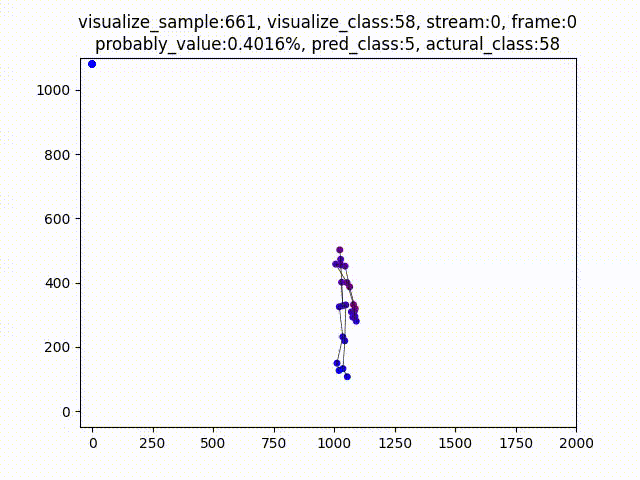 visualize_sample:661, visualize_class:58, stream:0, frame:0
probably_value:0.4016%, pred_class:5, actural_class:58
1000
800
600
400
200
0
0 250 500 750 1000 1250 1500 1750 2000